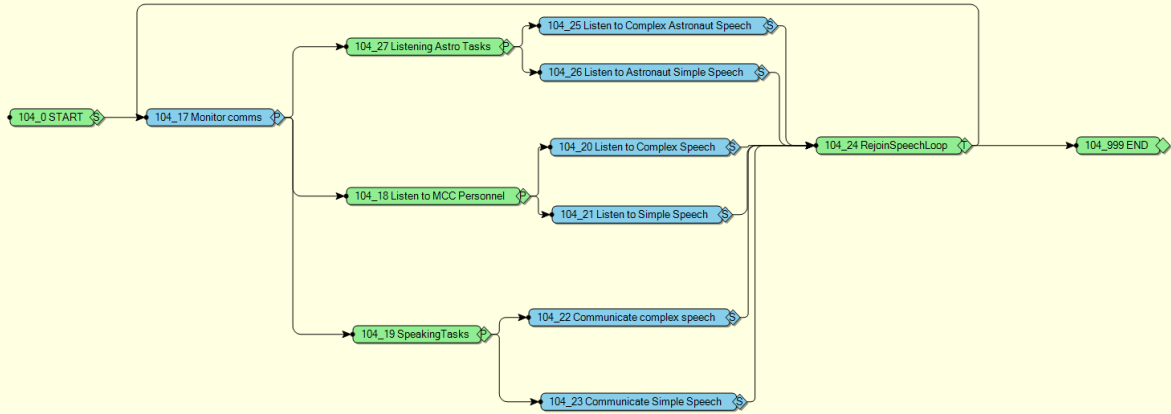 104_25 Listen to Complex Astronaut Speech S
104_27 Listening Astro Tasks P
104_26 Listen to Astronaut Simple Speech S
104_0 START S
104_17 Monitor comms P
104_20 Listen to Complex Speech S
104_24 RejoinSpeechLoop T
104_999 END
104_18 Listen to MCC Personnel P
104_21 Listen to Simple Speech S
104_22 Communicate complex speech S
104_19 SpeakingTasks P
104_23 Communicate Simple Speech S